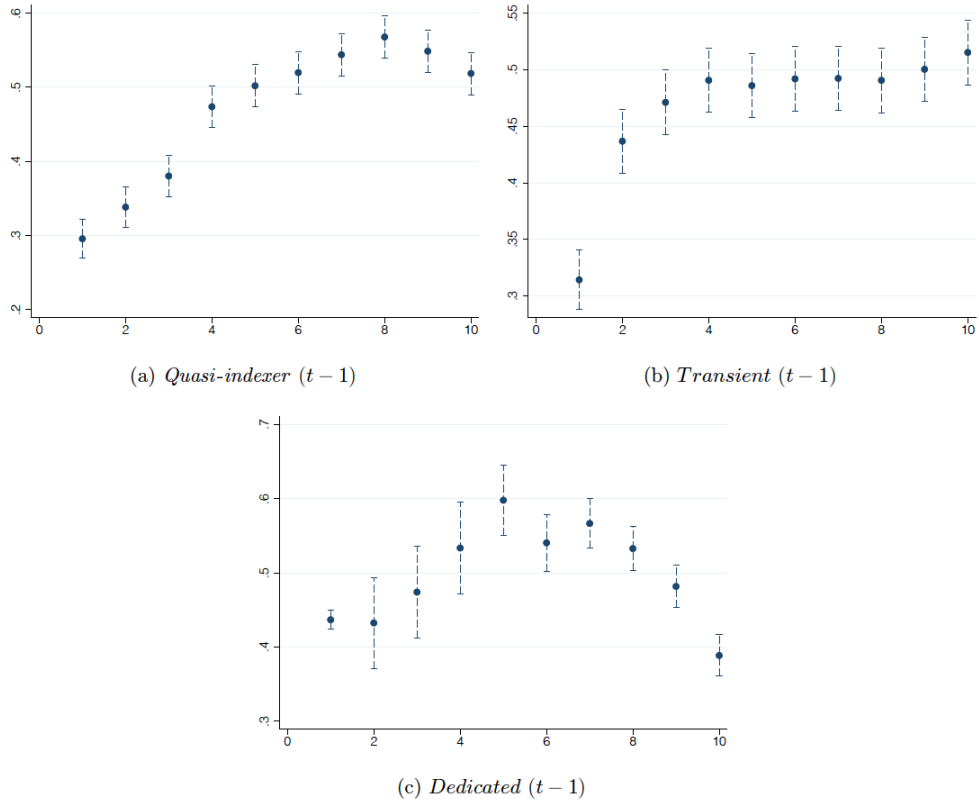 .6
.5
.4
.3
.2
0 2 4 6 8 10
(a) Quasi-indexer (t − 1)
.55
.5
.45
.4
.35
.3
0 2 4 6 8 10
(b) Transient (t − 1)
.7
.6
.5
.4
.3
0 2 4 6 8 10
(c) Dedicated (t − 1)